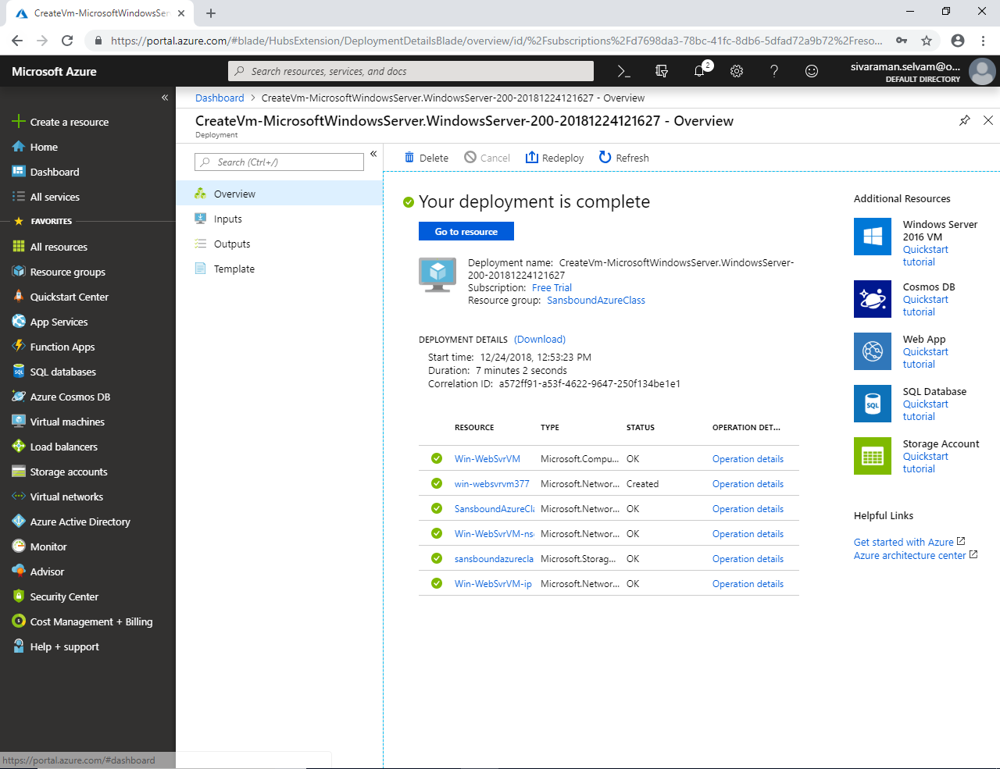 CreateVm-MicrosoftWindowsSer
https://portal.azure.com/#blade/HubsExtension/DeploymentDetailsBlade/overview/id/%2Fsubscriptions%2Fd7698da3-78bc-41fc-8db6-5dfad72a9b72%2Freso...
Microsoft Azure
Search resources, services, and docs
2
sivaraman.selvam@o...
DEFAULT DIRECTORY
Dashboard > CreateVm-MicrosoftWindowsServer.WindowsServer-200-20181224121627 - Overview
CreateVm-MicrosoftWindowsServer.WindowsServer-200-20181224121627 - Overview
Deployment
Create a resource
Home
Dashboard
All services
FAVORITES
All resources
Resource groups
Quickstart Center
App Services
Function Apps
SQL databases
Azure Cosmos DB
Virtual machines
Load balancers
Storage accounts
Virtual networks
Azure Active Directory
Monitor
Advisor
Security Center
Cost Management + Billing
Help + support
https://portal.azure.com/#dashboard
Search (Ctrl+/)
Overview
Inputs
Outputs
Template
Delete
Cancel
Redeploy
Refresh
Your deployment is complete
Go to resource
Deployment name: CreateVm-MicrosoftWindowsServer.WindowsServer-
200-20181224121627
Subscription: Free Trial
Resource group: SansboundAzureClass
DEPLOYMENT DETAILS (Download)
Start time: 12/24/2018, 12:53:23 PM
Duration: 7 minutes 2 seconds
Correlation ID: a572ff91-a53f-4622-9647-250f134be1e1
RESOURCE TYPE STATUS OPERATION DET...
Win-WebSvrVM Microsoft.Compu... OK Operation details
win-websvrvm377 Microsoft.Networ... Created Operation details
SansboundAzureCla Microsoft.Networ... OK Operation details
Win-WebSvrVM-ns Microsoft.Networ... OK Operation details
sansboundazurecla Microsoft.Storag... OK Operation details
Win-WebSvrVM-ip Microsoft.Networ... OK Operation details
Additional Resources
Windows Server
2016 VM
Quickstart
tutorial
Cosmos DB
Quickstart
tutorial
Web App
Quickstart
tutorial
SQL
SQL Database
Quickstart
tutorial
Storage Account
Quickstart
tutorial
Helpful Links
Get started with Azure
Azure architecture center